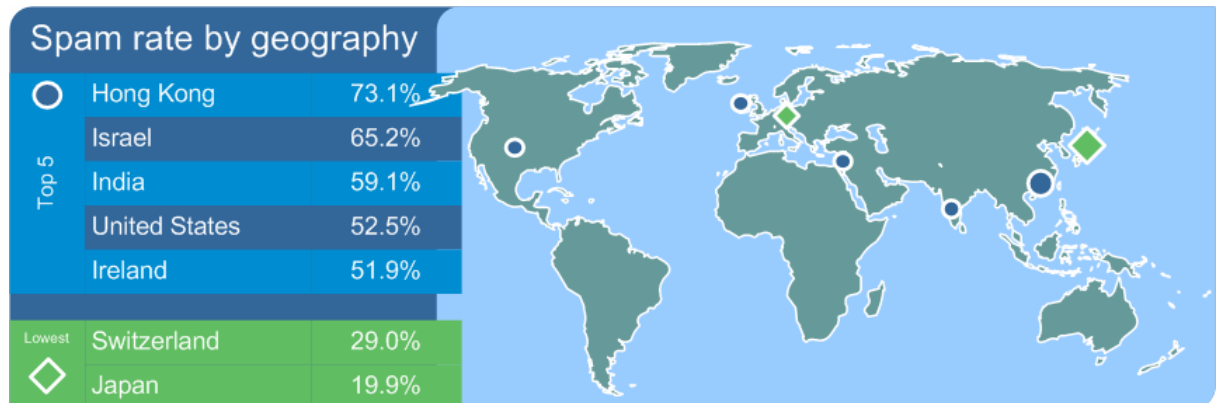 Spam rate by geography
Top 5
Hong Kong 73.1%
Israel 65.2%
India 59.1%
United States 52.5%
Ireland 51.9%
Lowest
Switzerland 29.0%
Japan 19.9%